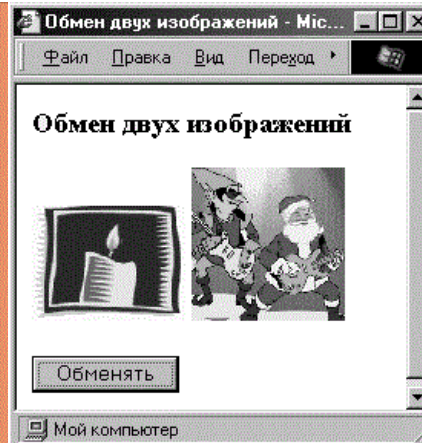 Обмен двух изображений - Mic...
Файл Правка Вид Переход
Обмен двух изображений
Обменять
Мой компьютер